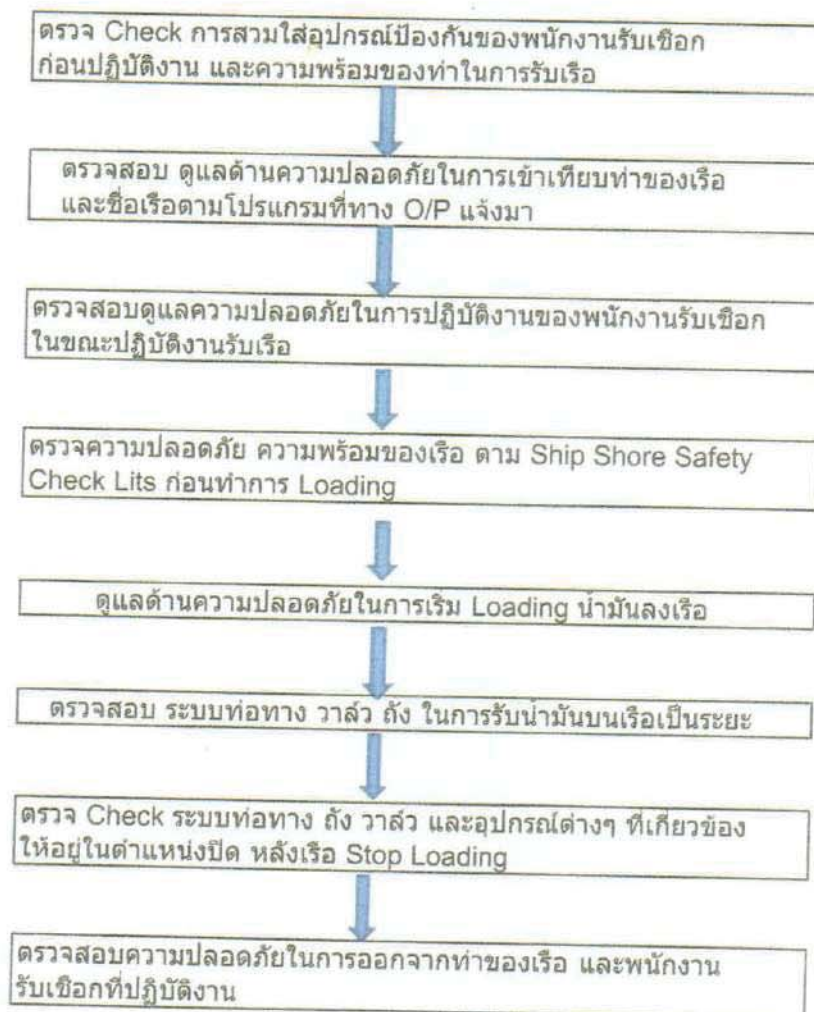 ตรวจ Check การสวมใส่อุปกรณ์ป้องกันของพนักงานรับเชือก
ก่อนปฏิบัติงาน และความพร้อมของท่าในการรับเรือ
ตรวจสอบ ดูแลด้านความปลอดภัยในการเข้าเทียบท่าของเรือ
และชื่อเรือตามโปรแกรมที่ทาง O/P แจ้งมา
ตรวจสอบดูแลความปลอดภัยในการปฏิบัติงานของพนักงานรับเชือก
ในขณะปฏิบัติงานรับเรือ
ตรวจความปลอดภัย ความพร้อมของเรือ ตาม Ship Shore Safety
Check Lits ก่อนทำการ Loading
ดูแลด้านความปลอดภัยในการเริ่ม Loading น้ำมันลงเรือ
ตรวจสอบ ระบบท่อทาง วาล์ว ถัง ในการรับน้ำมันบนเรือเป็นระยะ
ตรวจ Check ระบบท่อทาง ถัง วาล์ว และอุปกรณ์ต่างๆ ที่เกี่ยวข้อง
ให้อยู่ในตำแหน่งปิด หลังเรือ Stop Loading
ตรวจสอบความปลอดภัยในการออกจากท่าของเรือ และพนักงาน
รับเชือกที่ปฏิบัติงาน